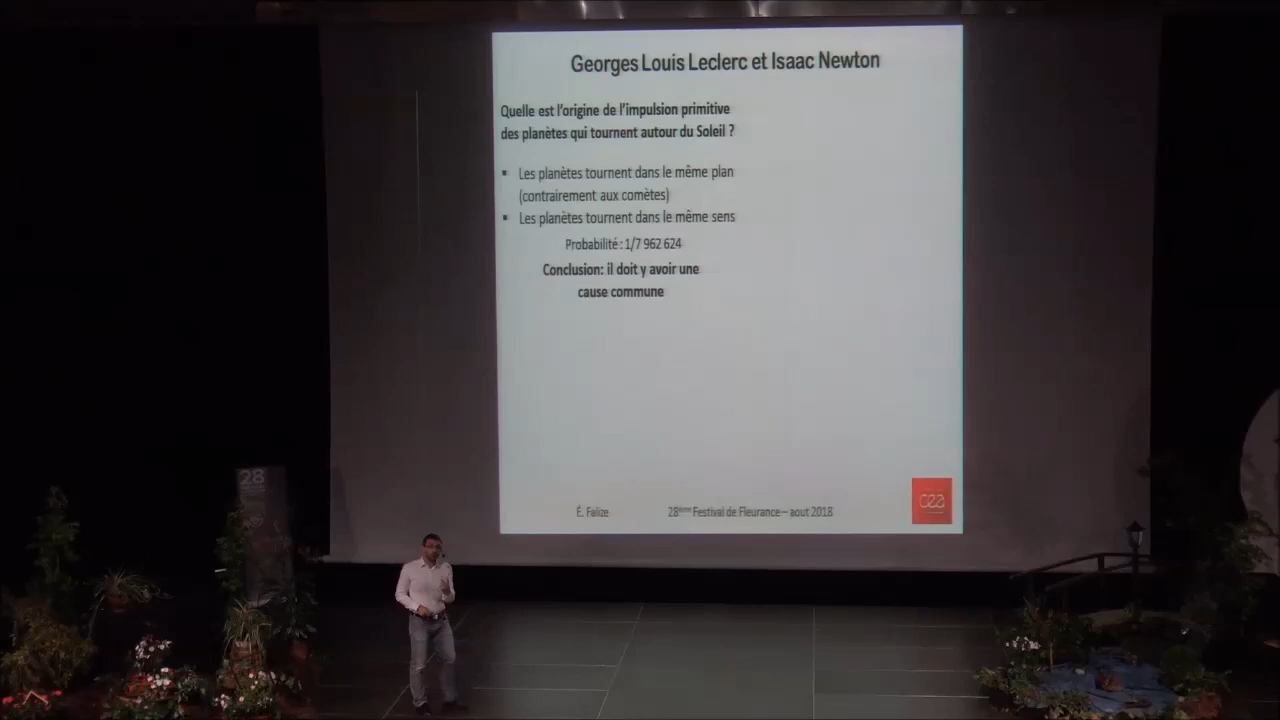 Georges Louis Leclerc et Isaac Newton
Quelle est l'origine de l'impulsion primitive
des planètes qui tournent autour du Soleil ?
▪ Les planètes tournent dans le même plan
(contrairement aux comètes)
▪ Les planètes tournent dans le même sens
Probabilité : 1/7 962 624
Conclusion: il doit y avoir une
cause commune
É. Falize
28ième Festival de Fleurance – aout 2018
cea
28